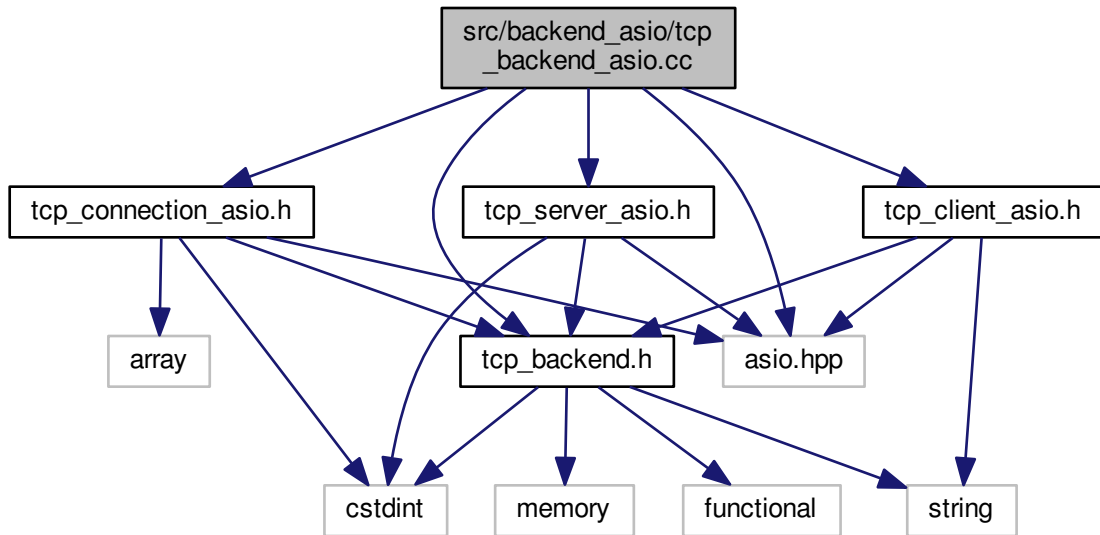 src/backend_asio/tcp
_backend_asio.cc
tcp_connection_asio.h
tcp_server_asio.h
tcp_client_asio.h
array
tcp_backend.h
asio.hpp
cstdint
memory
functional
string